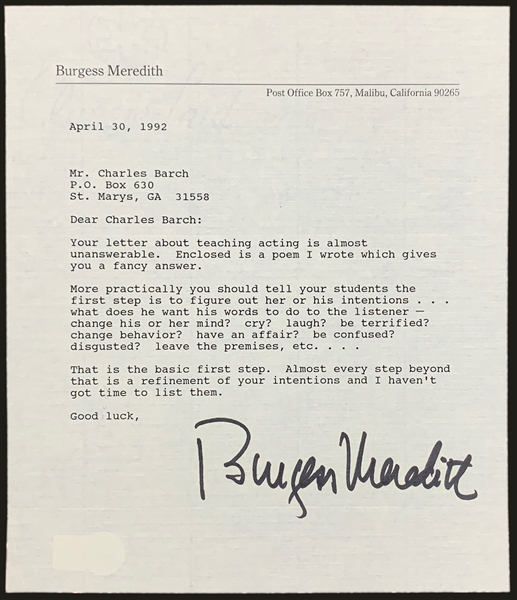 Burgess Meredith
Post Office Box 757, Malibu, California 90265
April 30, 1992
Mr. Charles Barch
P.O. Box 630
St. Marys, GA 31558
Dear Charles Barch:
Your letter about teaching acting is almost
unanswerable. Enclosed is a poem I wrote which gives
you a fancy answer.
More practically you should tell your students the
first step is to figure out her or his intentions . . .
what does he want his words to do to the listener —
change his or her mind? cry? laugh? be terrified?
change behavior? have an affair? be confused?
disgusted? leave the premises, etc. . . .
That is the basic first step. Almost every step beyond
that is a refinement of your intentions and I haven't
got time to list them.
Good luck,
Burgess Meredith